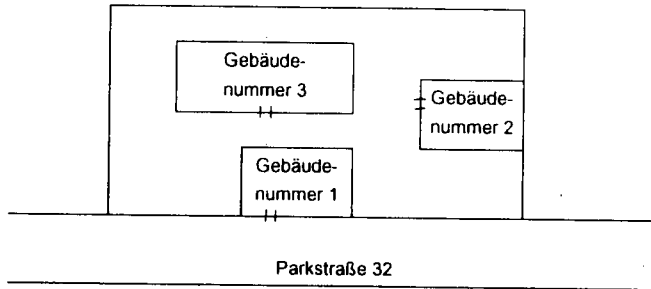 Gebäude-
nummer 3
Gebäude-
nummer 2
Gebäude-
nummer 1
Parkstraße 32